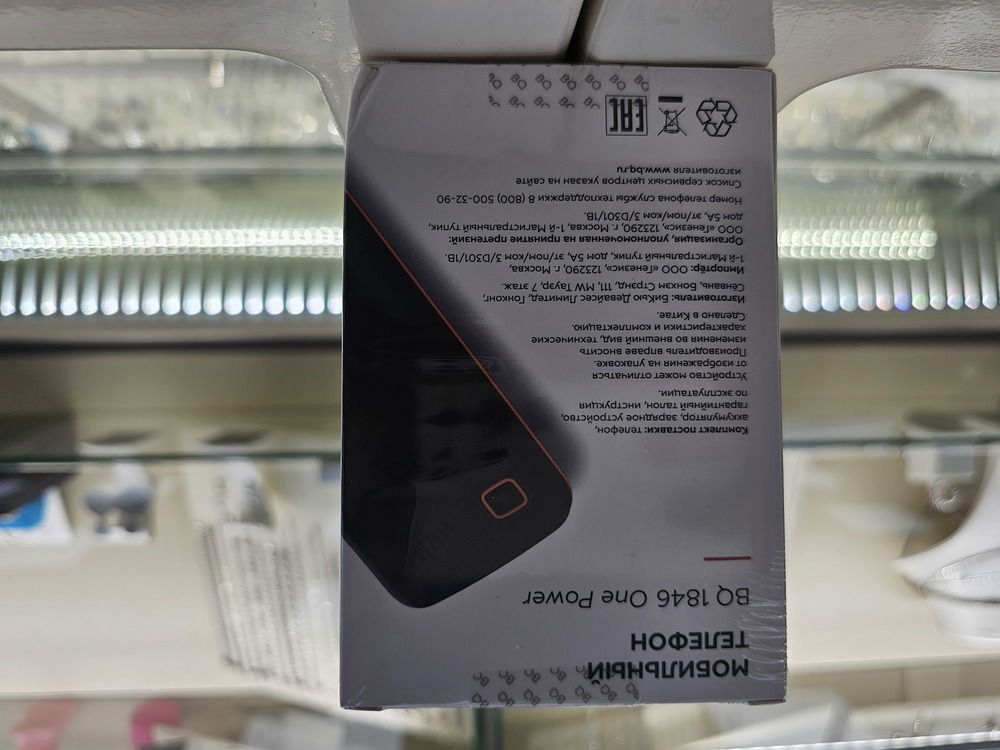 МОБИЛЬНЫЙ
ТЕЛЕФОН
BQ 1846 One Power
Комплект поставки: телефон,
аккумулятор, зарядное устройство,
гарантийный талон, инструкция
по эксплуатации.
Устройство может отличаться
от изображения на упаковке.
Производитель вправе вносить
изменения во внешний вид, технические
характеристики и комплектацию.
Сделано в Китае.
Изготовитель: БиКью Девайсес Лимитед, Гонконг,
Сенвань, Бонхэм Стрэнд, 111, HW Тауэр, 7 этаж.
Импортер: ООО «Генезис», 123290, г. Москва,
1-й Магистральный тупик, дом 5А, эт/пом/ком 3/D301/1В.
Организация, уполномоченная на принятие претензий:
ООО «Генезис», 123290, г. Москва, 1-й Магистральный тупик,
дом 5А, эт/пом/ком 3/D301/1В.
Номер телефона службы техподдержки 8 (800) 500-32-90
Список сервисных центров указан на сайте
изготовителя www.bq.ru
EAC